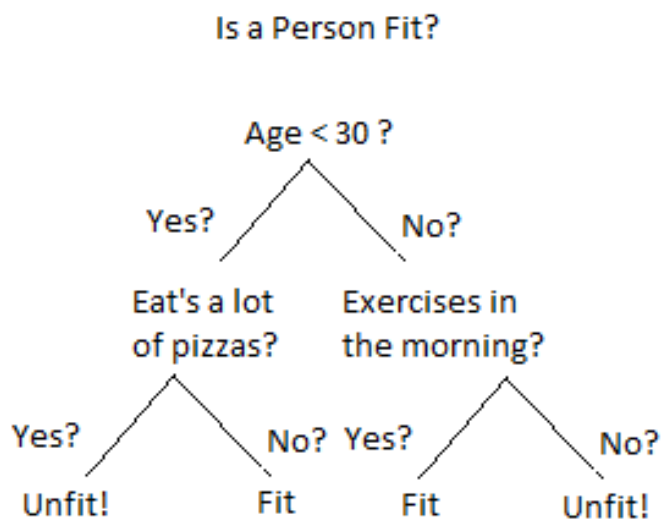 Is a Person Fit?
Age < 30 ?
Yes?
No?
Eat's a lot
of pizzas?
Exercises in
the morning?
Yes?
No?
Yes?
No?
Unfit!
Fit
Fit
Unfit!